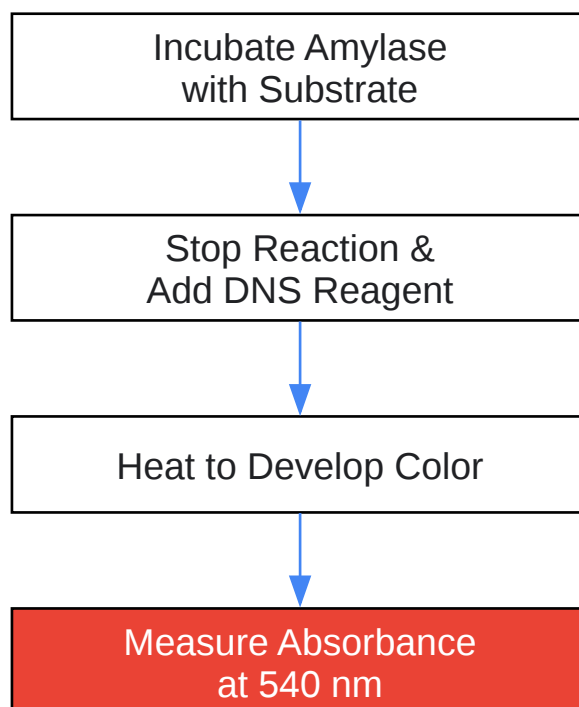 Incubate Amylase
with Substrate
Stop Reaction &
Add DNS Reagent
Heat to Develop Color
Measure Absorbance
at 540 nm